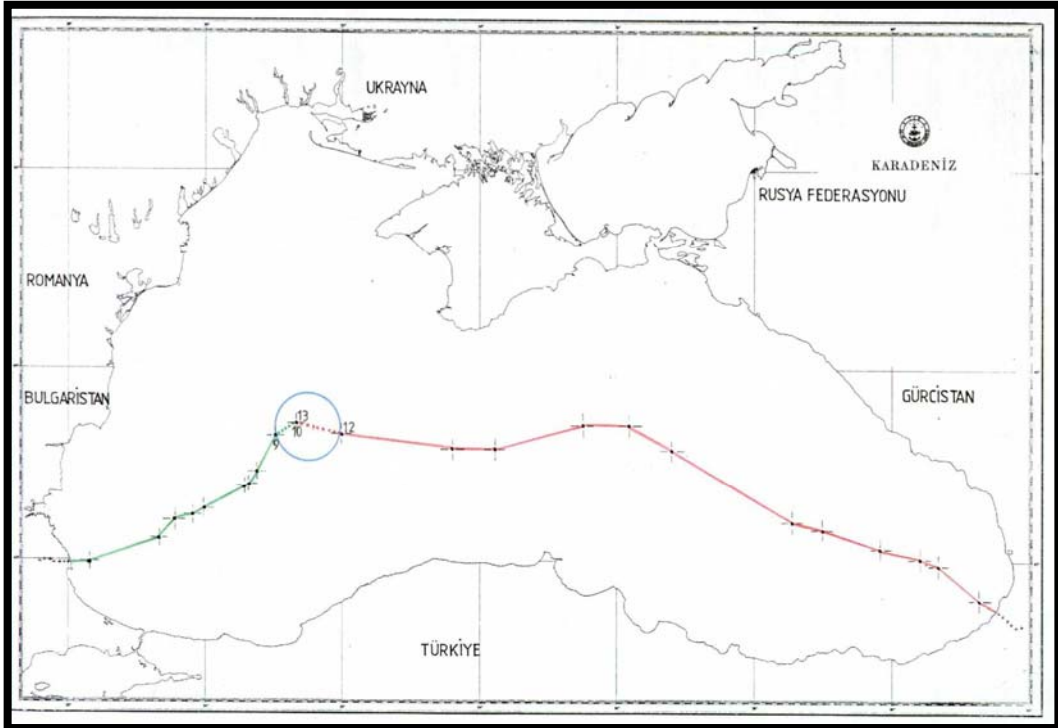 UKRAYNA
KARADENİZ
RUSYA FEDERASYONU
ROMANYA
BULGARİSTAN
GÜRCİSTAN
13
10
12
9
TÜRKİYE